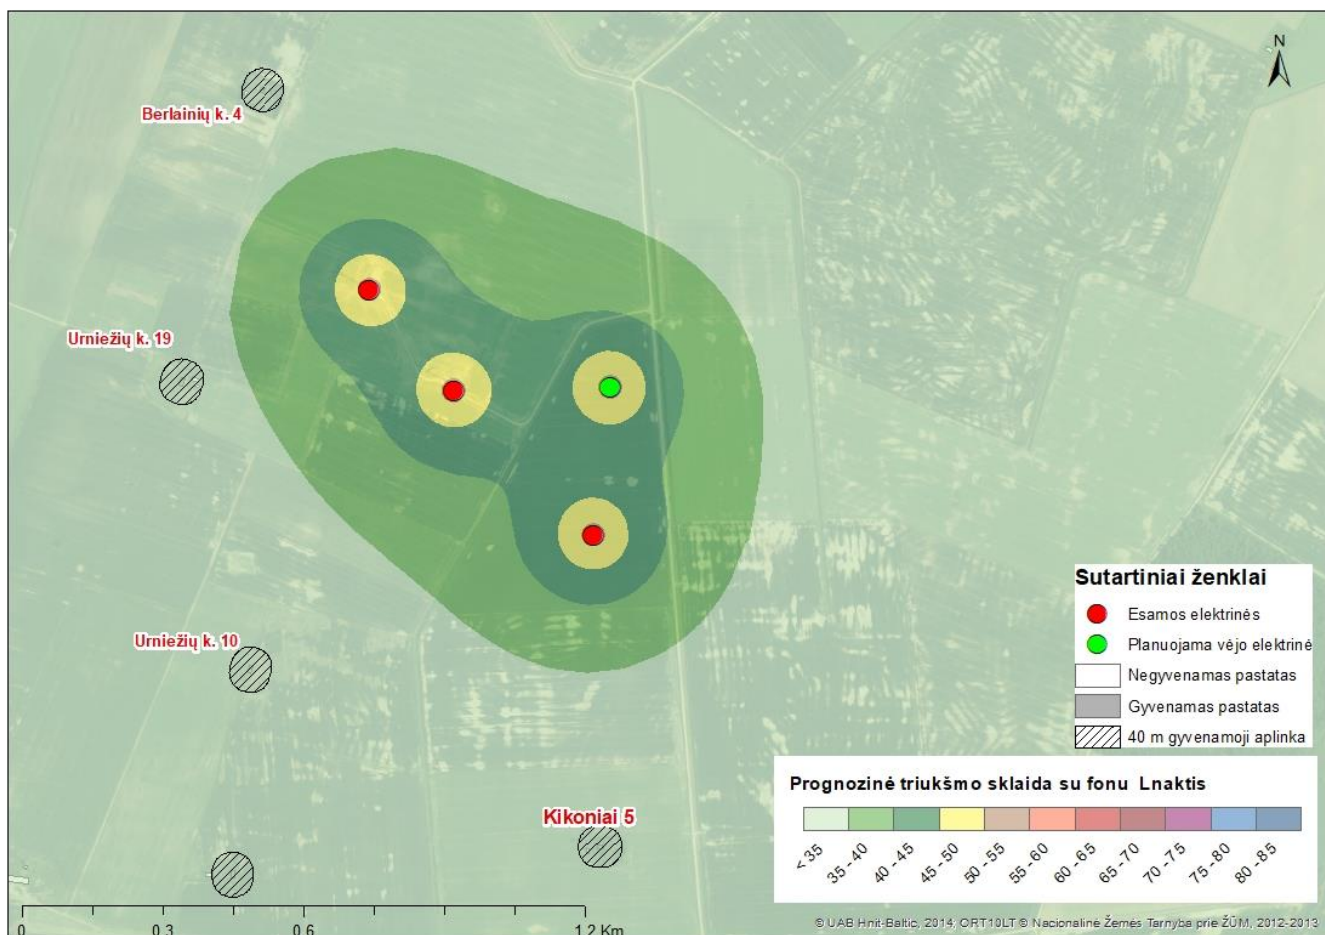 N
Berlainių k. 4
Urniežių k. 19
Urniežių k. 10
Kikoniai 5
Sutartiniai ženklai
Esamos elektrinės
Planuojama vėjo elektrinė
Negyvenamas pastatas
Gyvenamas pastatas
40 m gyvenamoji aplinka
Prognozinė triukšmo sklaida su fonu Lnaktis
< 35
35 - 40
40 - 45
45 - 50
50 - 55
55 - 60
60 - 65
65 - 70
70 - 75
75 - 80
80 - 85
0 0.3 0.6 1.2 Km
© UAB Hnit-Baltic, 2014, ORT10LT © Nacionalinė Žemės Tarnyba prie ŽŪM, 2012-2013